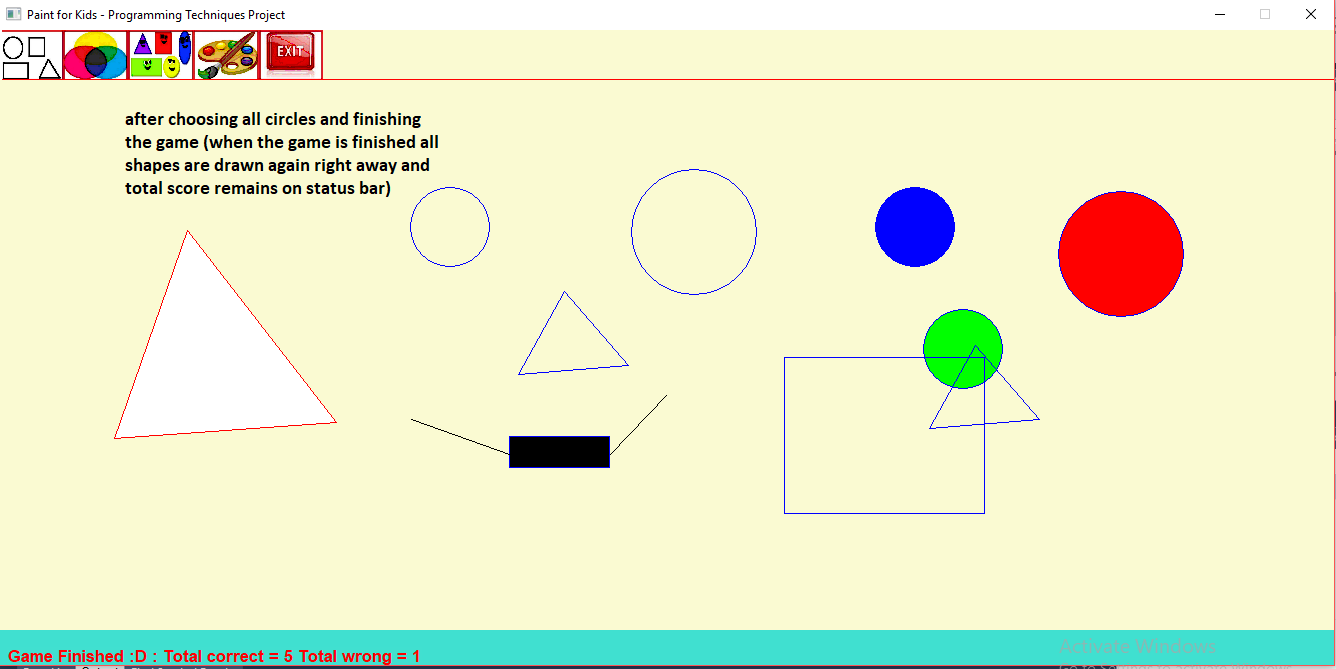 Paint for Kids - Programming Techniques Project
EXIT
after choosing all circles and finishing
the game (when the game is finished all
shapes are drawn again right away and
total score remains on status bar)
Activate Windows
Game Finished :D : Total correct = 5 Total wrong = 1